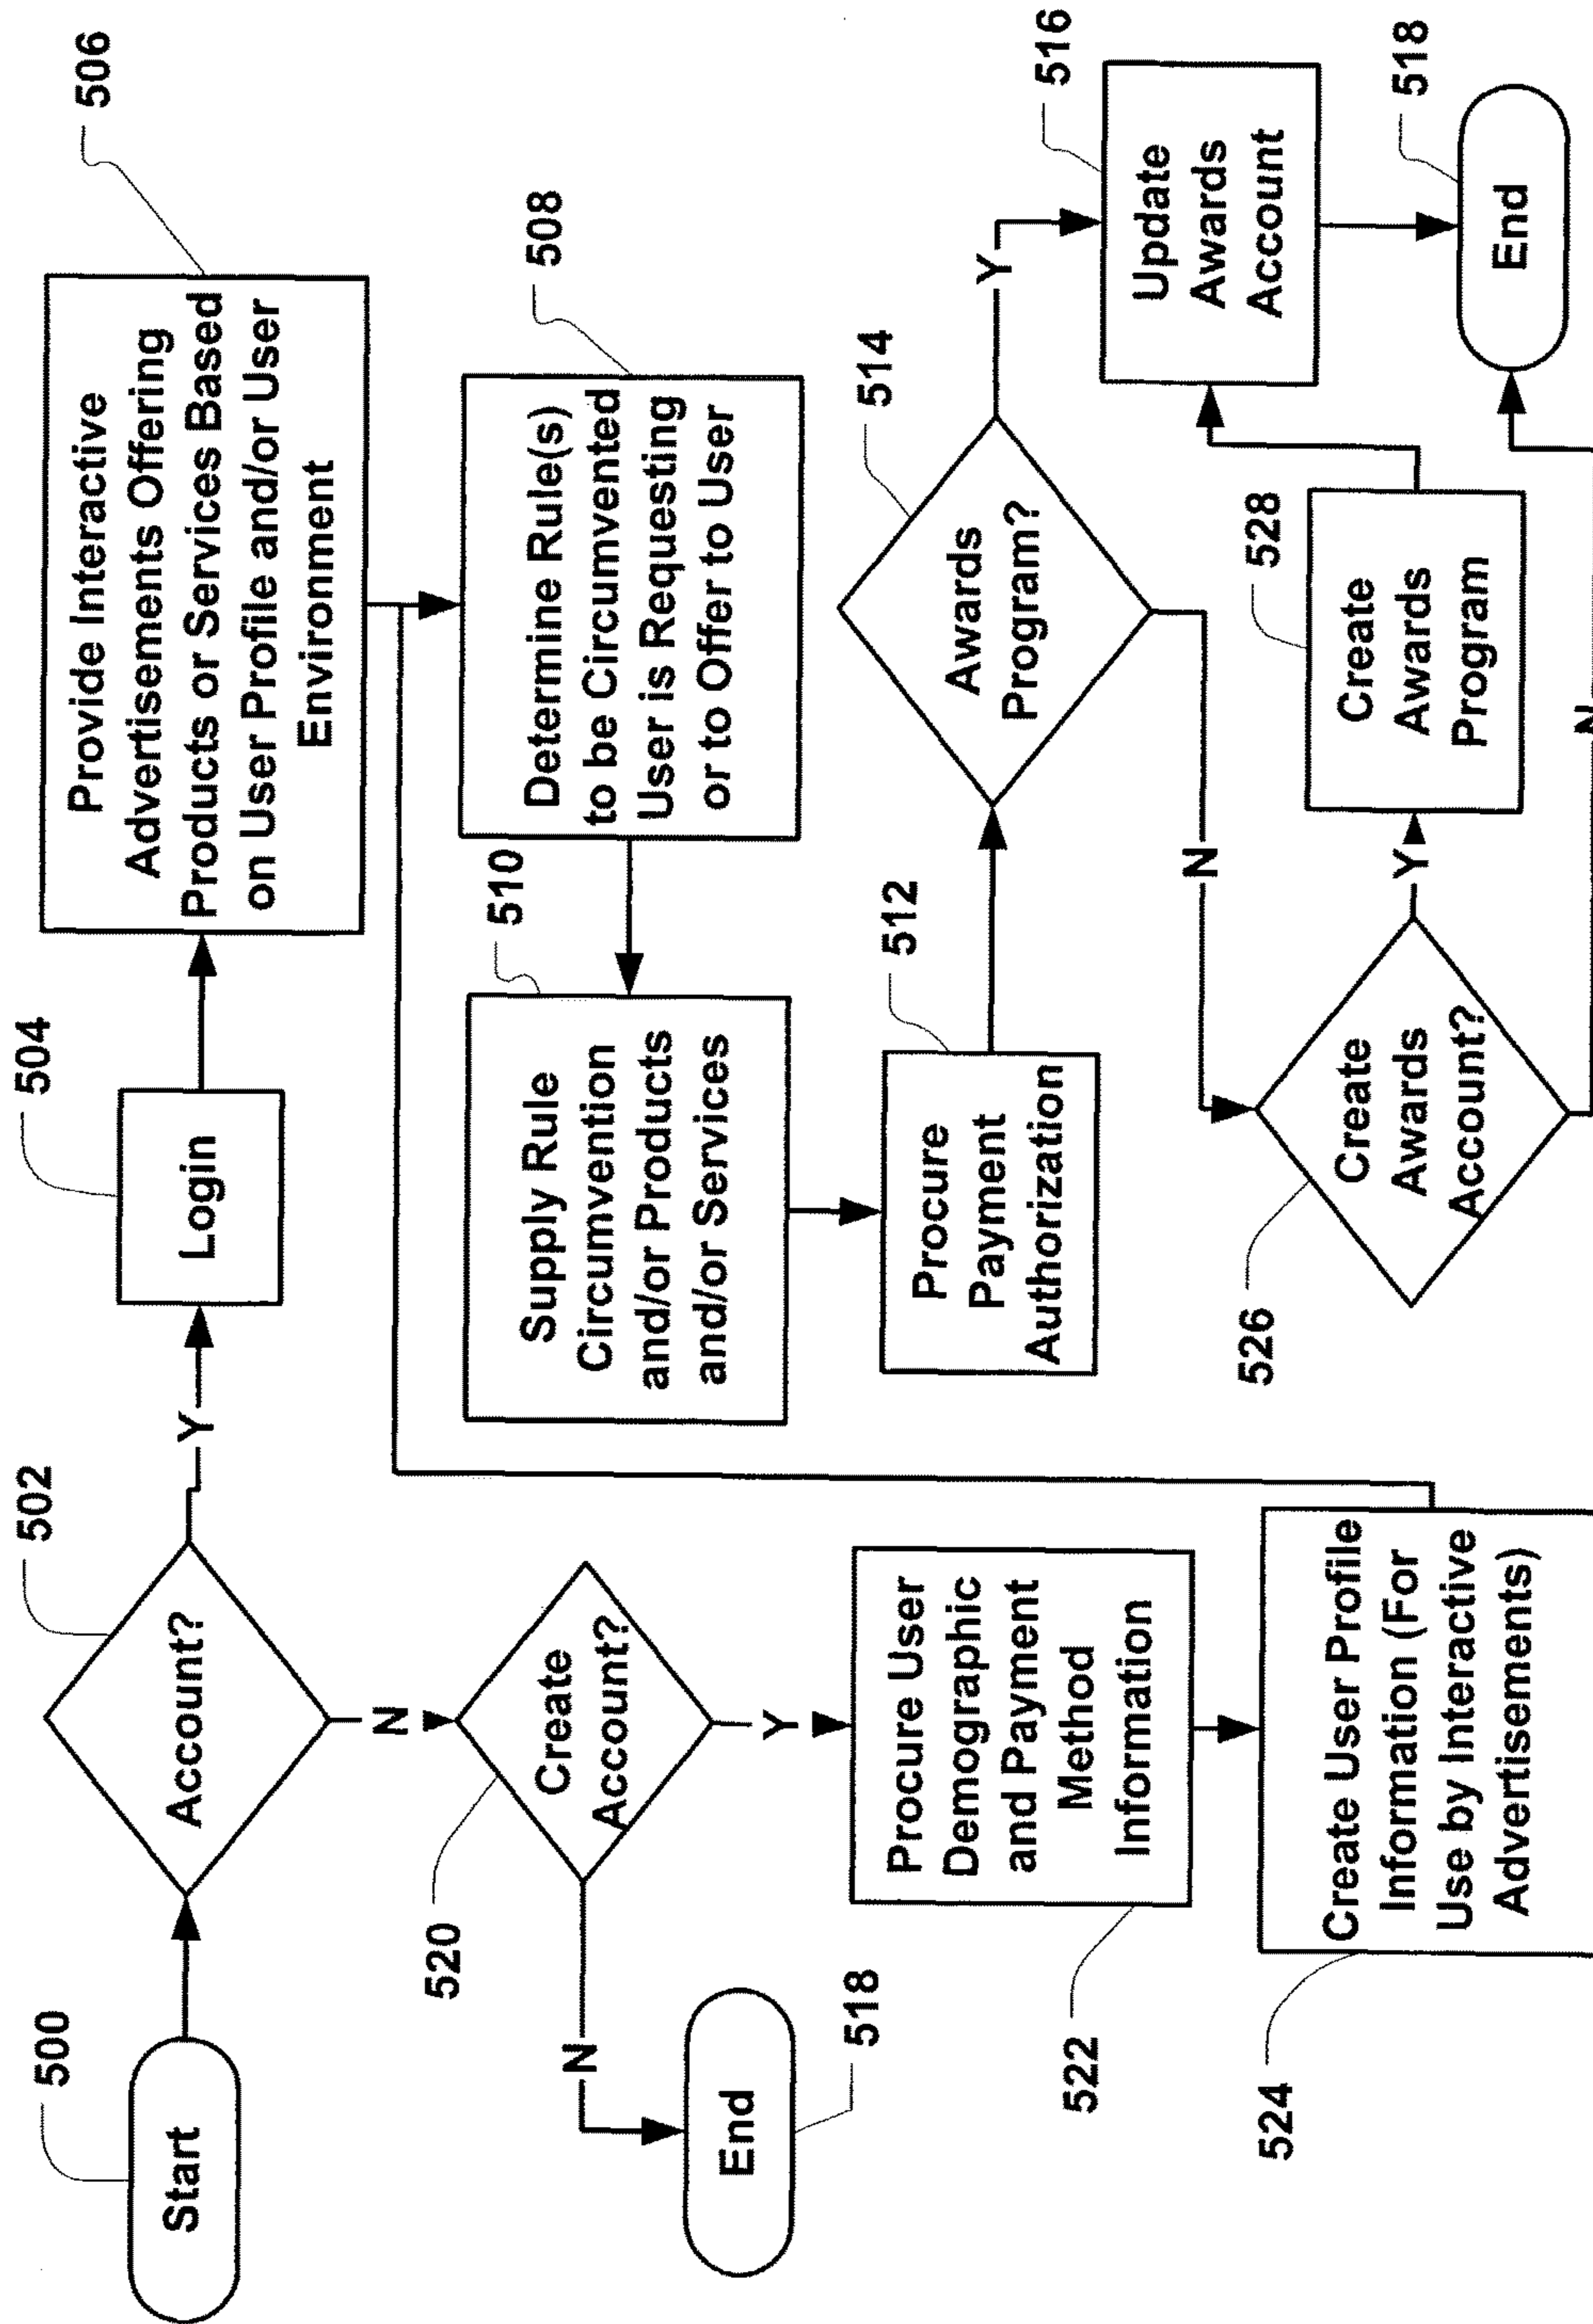 500
Start
502
Account?
Y
504
Login
506
Provide Interactive
Advertisements Offering
Products or Services Based
on User Profile and/or User
Environment
N
520
Create
Account?
N
End
518
Y
522
Procure User
Demographic
and Payment
Method
Information
524
Create User Profile
Information (For
Use by Interactive
Advertisements)
508
Determine Rule(s)
to be Circumvented
User is Requesting
or to Offer to User
510
Supply Rule
Circumvention
and/or Products
and/or Services
512
Procure
Payment
Authorization
514
Awards
Program?
Y
516
Update
Awards
Account
518
End
N
526
Create
Awards
Account?
Y
528
Create
Awards
Program
N